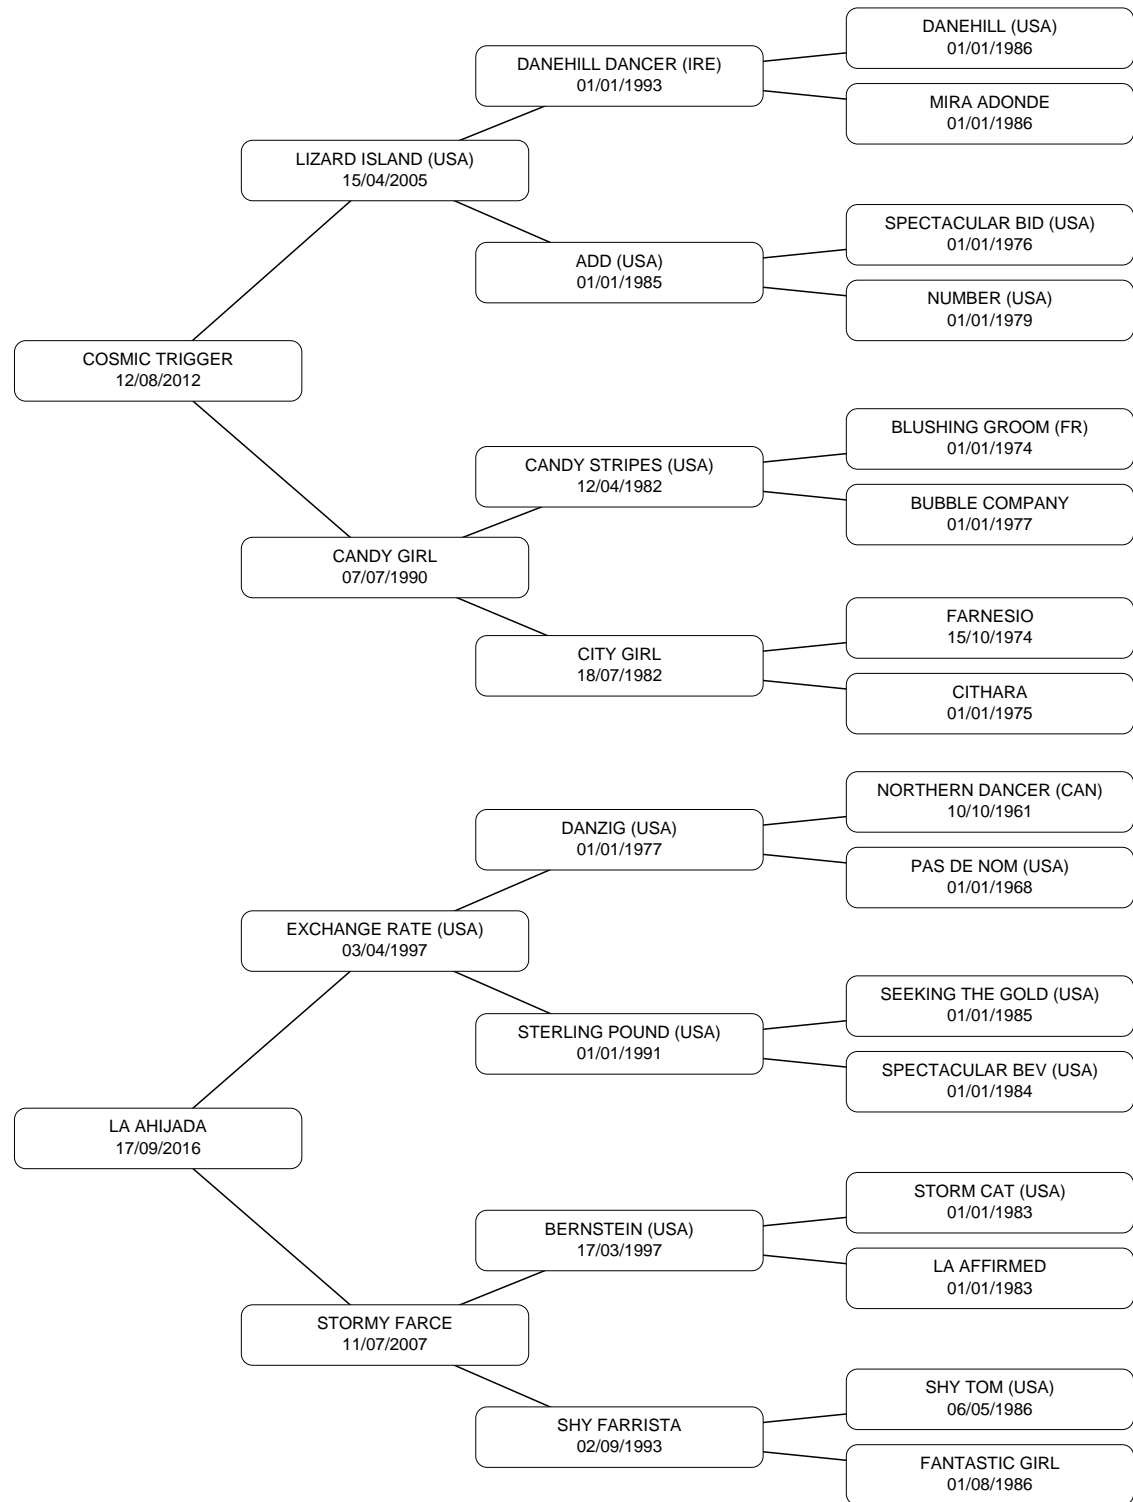 DANEHILL (USA)
01/01/1986
DANEHILL DANCER (IRE)
01/01/1993
MIRA ADONDE
01/01/1986
LIZARD ISLAND (USA)
15/04/2005
SPECTACULAR BID (USA)
01/01/1976
ADD (USA)
01/01/1985
NUMBER (USA)
01/01/1979
COSMIC TRIGGER
12/08/2012
BLUSHING GROOM (FR)
01/01/1974
CANDY STRIPES (USA)
12/04/1982
BUBBLE COMPANY
01/01/1977
CANDY GIRL
07/07/1990
FARNESIO
15/10/1974
CITY GIRL
18/07/1982
CITHARA
01/01/1975
NORTHERN DANCER (CAN)
10/10/1961
DANZIG (USA)
01/01/1977
PAS DE NOM (USA)
01/01/1968
EXCHANGE RATE (USA)
03/04/1997
SEEKING THE GOLD (USA)
01/01/1985
STERLING POUND (USA)
01/01/1991
SPECTACULAR BEV (USA)
01/01/1984
LA AHIJADA
17/09/2016
STORM CAT (USA)
01/01/1983
BERNSTEIN (USA)
17/03/1997
LA AFFIRMED
01/01/1983
STORMY FARCE
11/07/2007
SHY TOM (USA)
06/05/1986
SHY FARRISTA
02/09/1993
FANTASTIC GIRL
01/08/1986